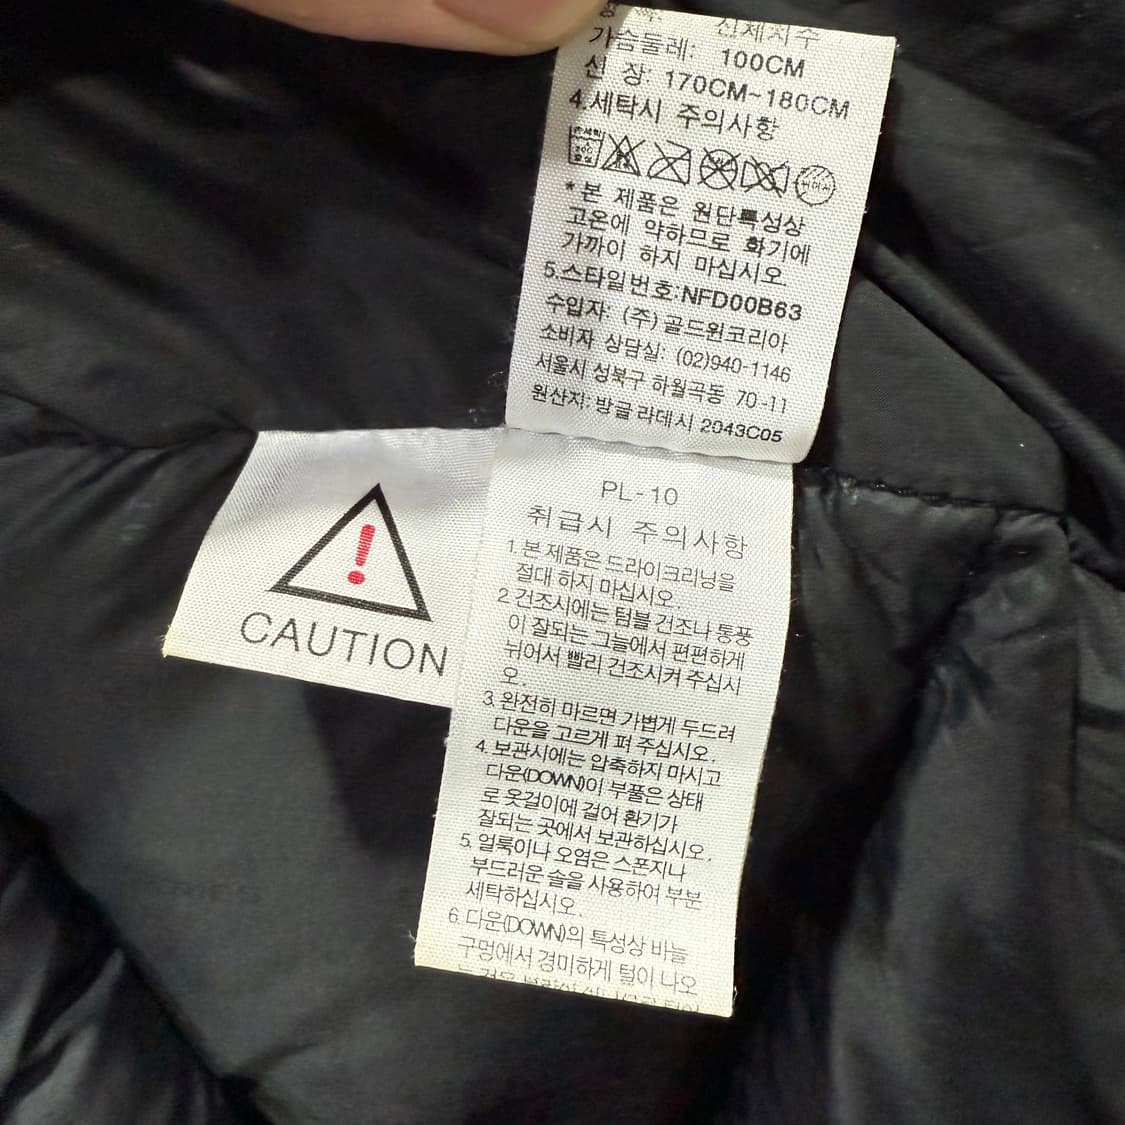 신체치수
가슴둘레: 100CM
신 장: 170CM~180CM
4.세탁시 주의사항
*본 제품은 원단특성상
고온에 약하므로 화기에
가까이 하지 마십시오.
5.스타일번호:NFD00B63
수입자: (주)골드윈코리아
소비자 상담실: (02)940-1146
서울시 성북구 하월곡동 70-11
원산지: 방글라데시 2043C05
CAUTION
PL-10
취급시 주의사항
1.본 제품은 드라이크리닝을
절대 하지 마십시오.
2.건조시에는 텀블 건조나 통풍
이 잘되는 그늘에서 편편하게
뉘어서 빨리 건조시켜 주십시
오.
3.완전히 마르면 가볍게 두드려
다운을 고르게 펴 주십시오.
4.보관시에는 압축하지 마시고
다운(DOWN)이 부풀은 상태
로 옷걸이에 걸어 환기가
잘되는 곳에서 보관하십시오.
5.얼룩이나 오염은 스폰지나
부드러운 솔을 사용하여 부분
세탁하십시오.
6.다운(DOWN)의 특성상 바늘
구멍에서 경미하게 털이 나오